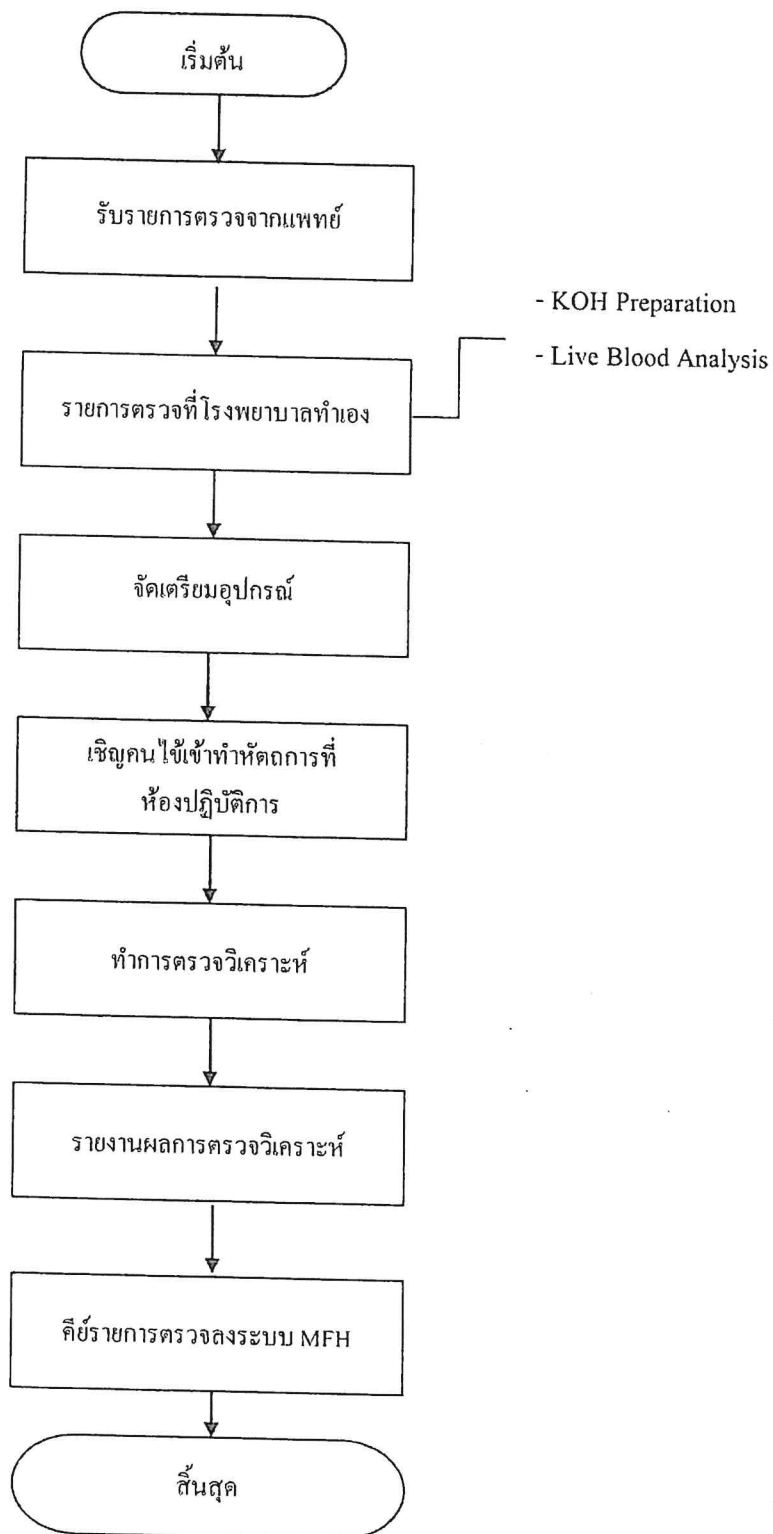 เริ่มต้น
รับรายการตรวจจากแพทย์
- KOH Preparation
- Live Blood Analysis
รายการตรวจที่โรงพยาบาลทำเอง
จัดเตรียมอุปกรณ์
เชิญคนไข้เข้าทำหัตถการที่
ห้องปฏิบัติการ
ทำการตรวจวิเคราะห์
รายงานผลการตรวจวิเคราะห์
คีย์รายการตรวจลงระบบ MFH
สิ้นสุด